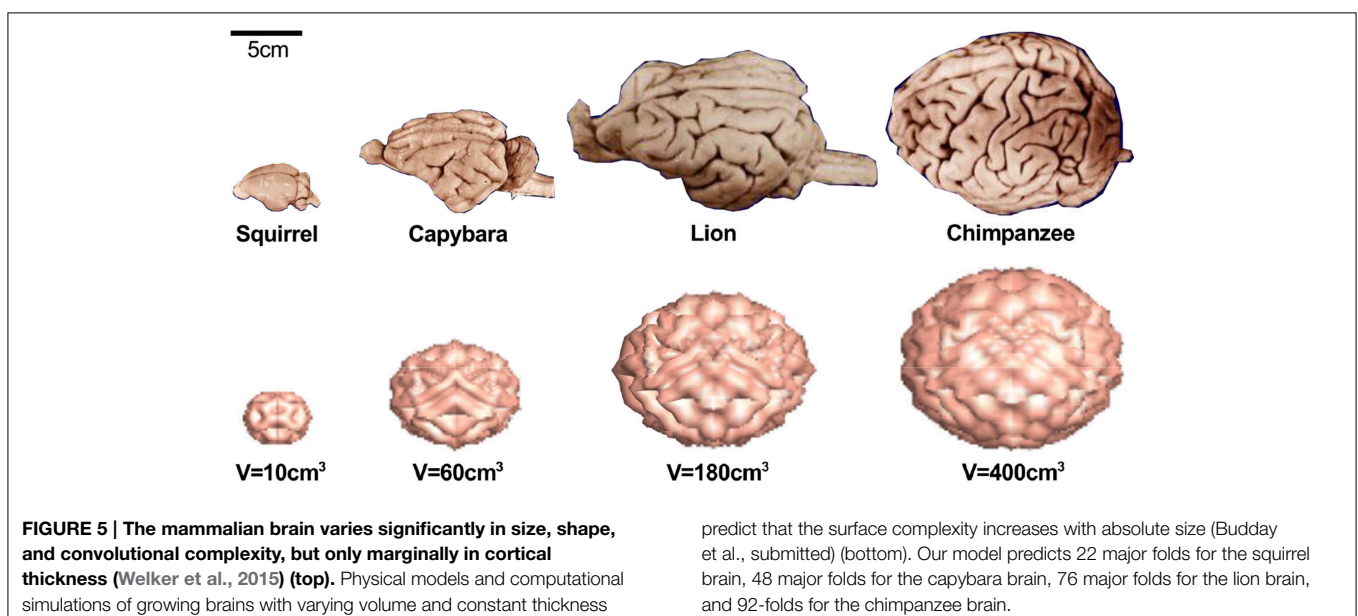 5cm
Squirrel
Capybara
Lion
Chimpanzee
V=10cm³
V=60cm³
V=180cm³
V=400cm³
FIGURE 5 | The mammalian brain varies significantly in size, shape,
and convolutional complexity, but only marginally in cortical
thickness (Welker et al., 2015) (top). Physical models and computational
simulations of growing brains with varying volume and constant thickness
predict that the surface complexity increases with absolute size (Budday
et al., submitted) (bottom). Our model predicts 22 major folds for the squirrel
brain, 48 major folds for the capybara brain, 76 major folds for the lion brain,
and 92-folds for the chimpanzee brain.